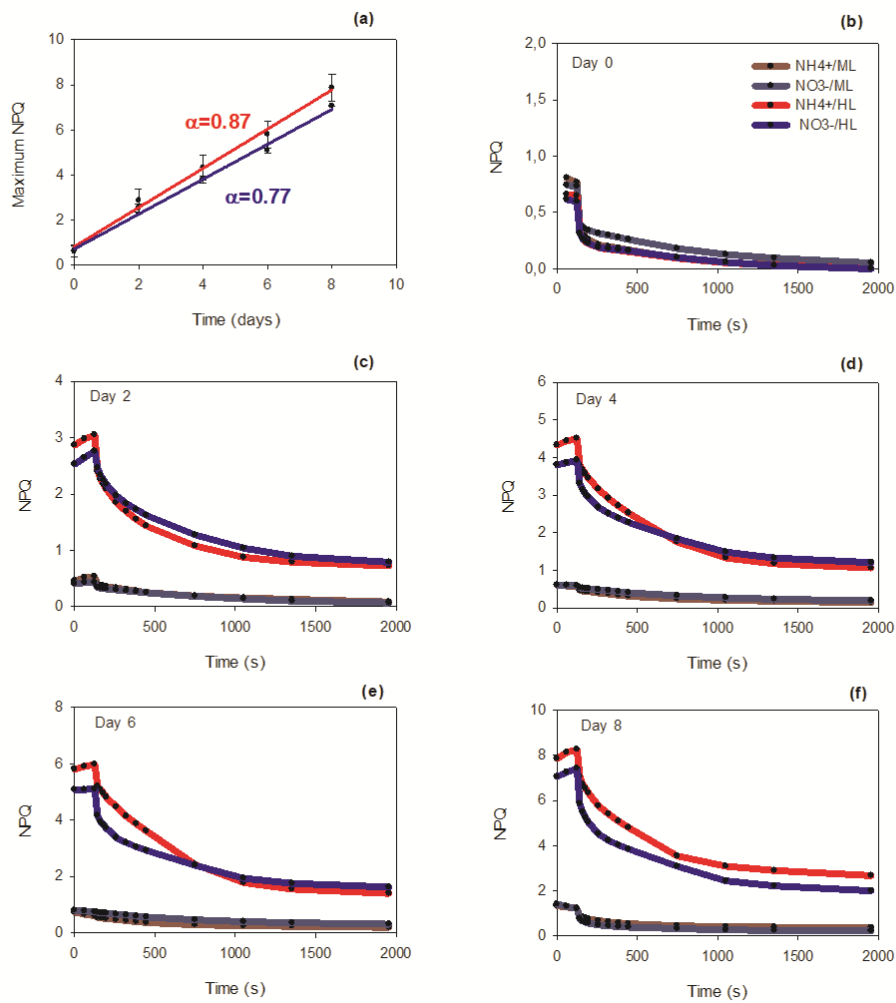 (a)
Maximum NPQ
10
8
6
4
2
0
α=0.87
α=0.77
0 2 4 6 8 10
Time (days)
(b)
NPQ
2,0
1,5
1,0
0,5
0,0
Day 0
NH4+/ML
NO3-/ML
NH4+/HL
NO3-/HL
0 500 1000 1500 2000
Time (s)
(c)
NPQ
4
3
2
1
0
Day 2
0 500 1000 1500 2000
Time (s)
(d)
NPQ
6
5
4
3
2
1
0
Day 4
0 500 1000 1500 2000
Time (s)
(e)
NPQ
8
6
4
2
0
Day 6
0 500 1000 1500 2000
Time (s)
(f)
NPQ
10
8
6
4
2
0
Day 8
0 500 1000 1500 2000
Time (s)